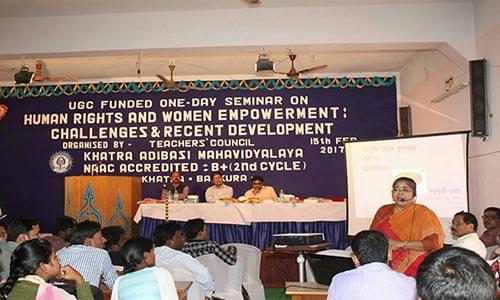 UGC FUNDED ONE-DAY SEMINAR ON
HUMAN RIGHTS AND WOMEN EMPOWERMENT:
CHALLENGES & RECENT DEVELOPMENT
ORGANISED BY - TEACHERS' COUNCIL 15th FEB
KHATRA ADIBASI MAHAVIDYALAYA 2017
NAAC ACCREDITED : B+(2nd CYCLE)
KHATRA BANKURA